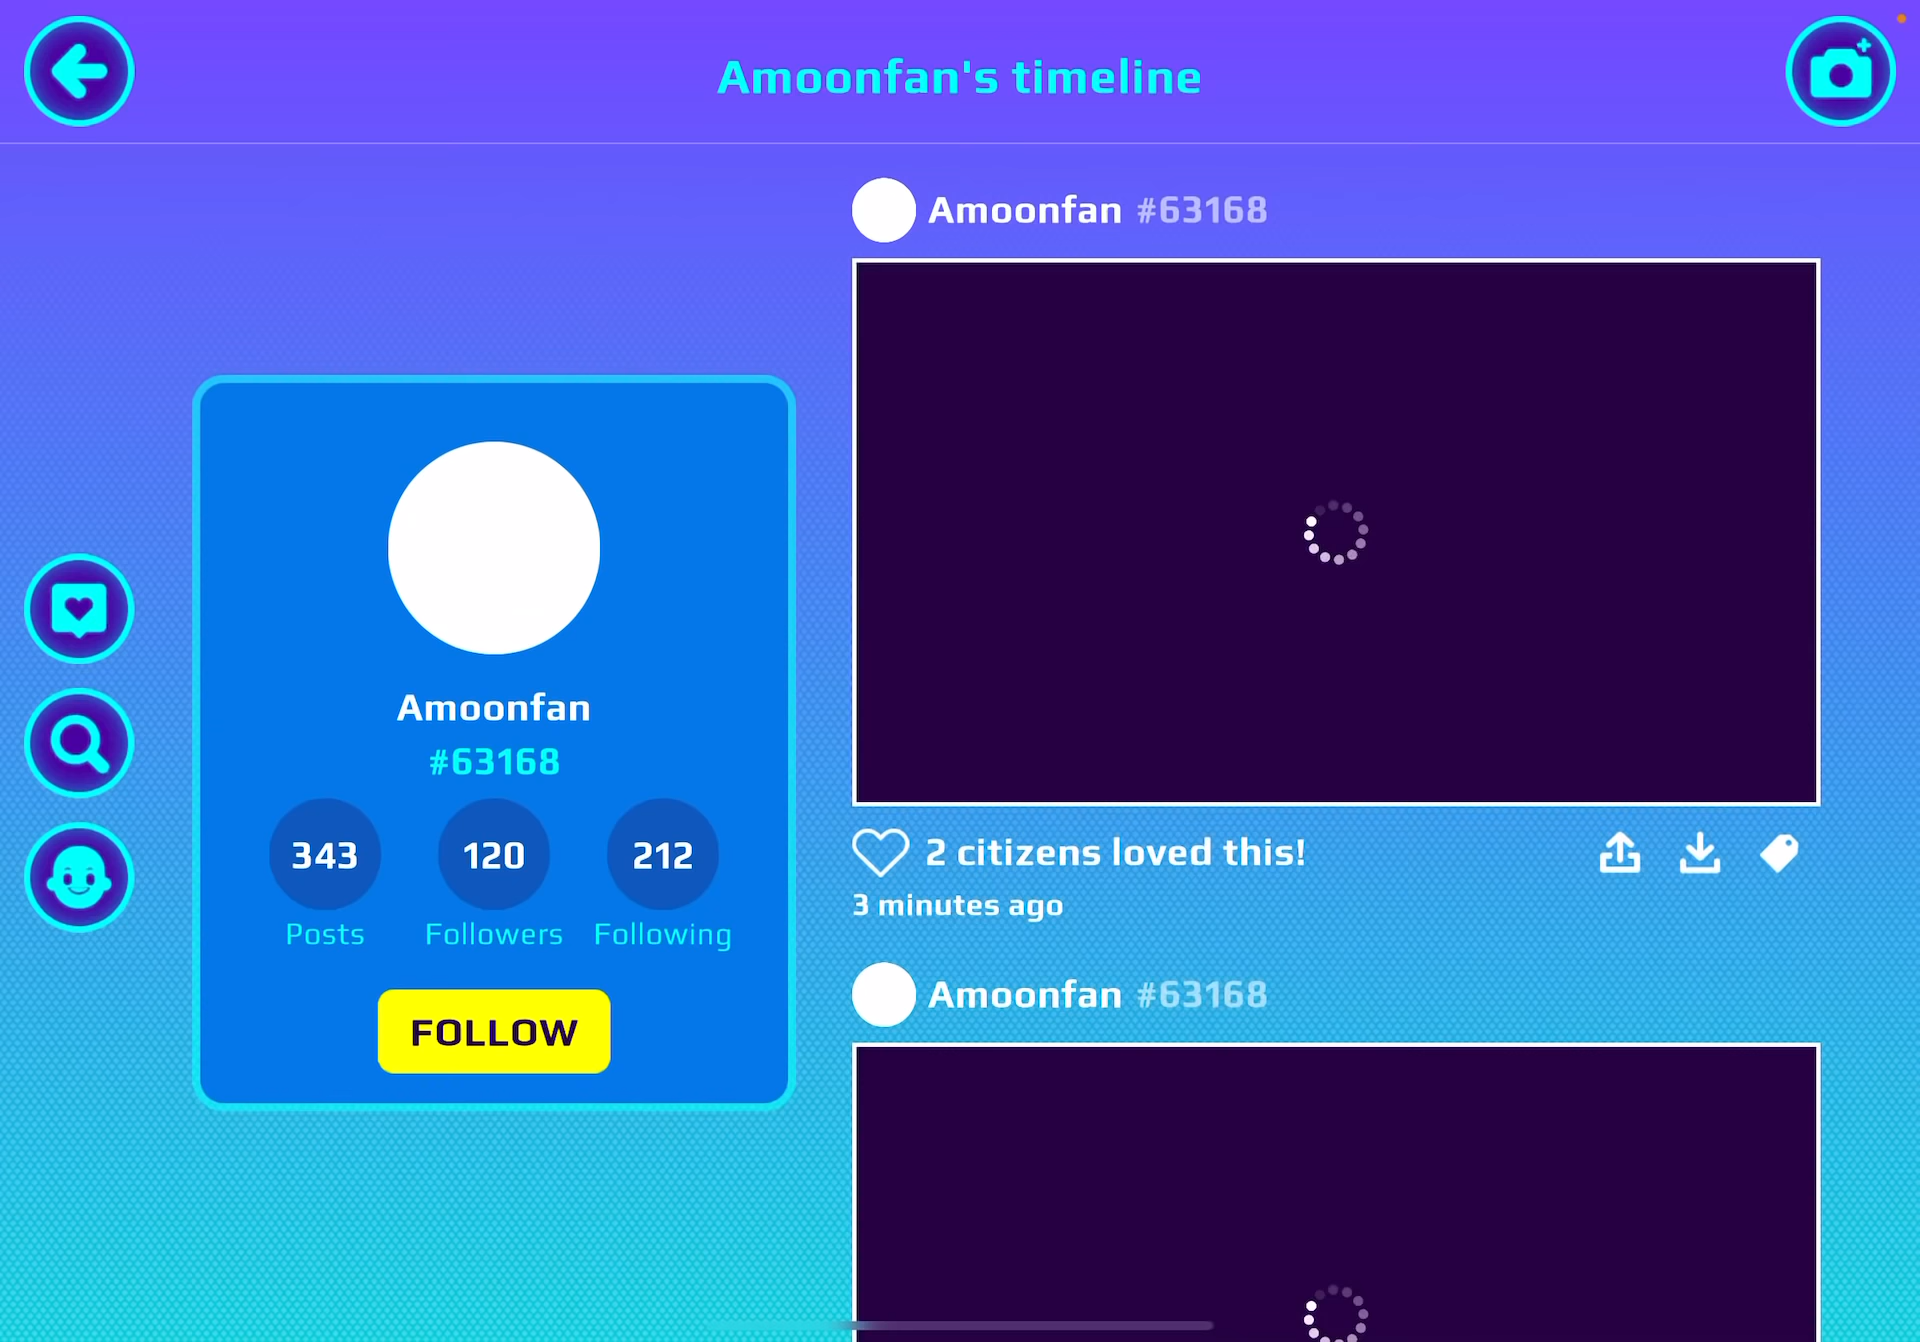 Amoonfan's timeline
Amoonfan
#63168
343
120
212
Posts
Followers
Following
FOLLOW
Amoonfan #63168
2 citizens loved this!
3 minutes ago
Amoonfan #63168